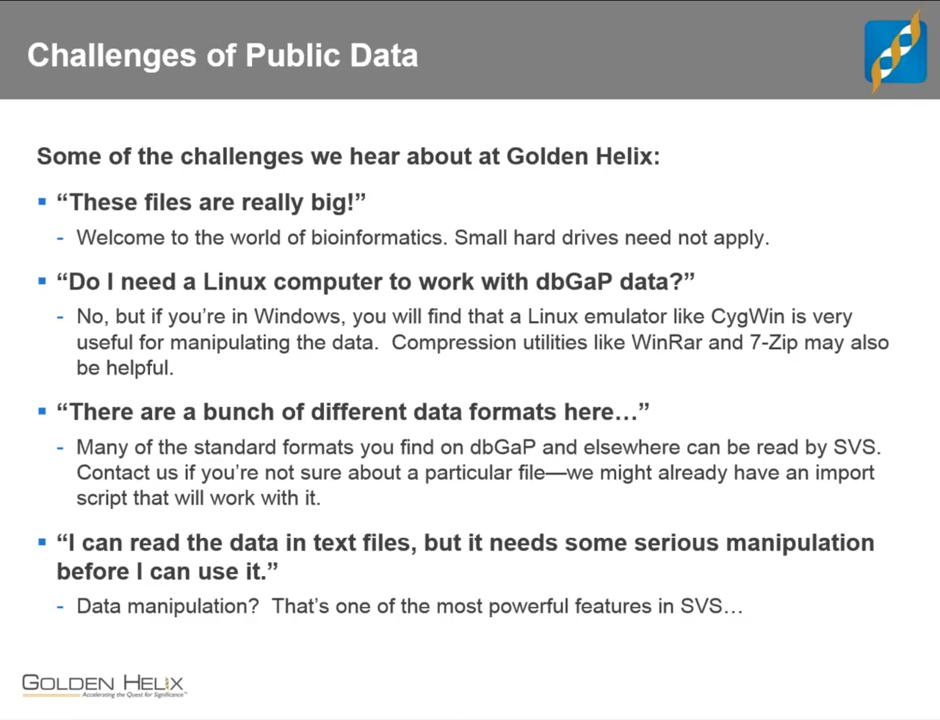 Challenges of Public Data
Some of the challenges we hear about at Golden Helix:
▪ “These files are really big!”
- Welcome to the world of bioinformatics. Small hard drives need not apply.
▪ “Do I need a Linux computer to work with dbGaP data?”
- No, but if you’re in Windows, you will find that a Linux emulator like CygWin is very
useful for manipulating the data.  Compression utilities like WinRar and 7-Zip may also
be helpful.
▪ “There are a bunch of different data formats here…”
- Many of the standard formats you find on dbGaP and elsewhere can be read by SVS.
Contact us if you’re not sure about a particular file—we might already have an import
script that will work with it.
▪ “I can read the data in text files, but it needs some serious manipulation
before I can use it.”
- Data manipulation?  That’s one of the most powerful features in SVS…
GOLDEN HELIX
Accelerating the Quest for Significance™